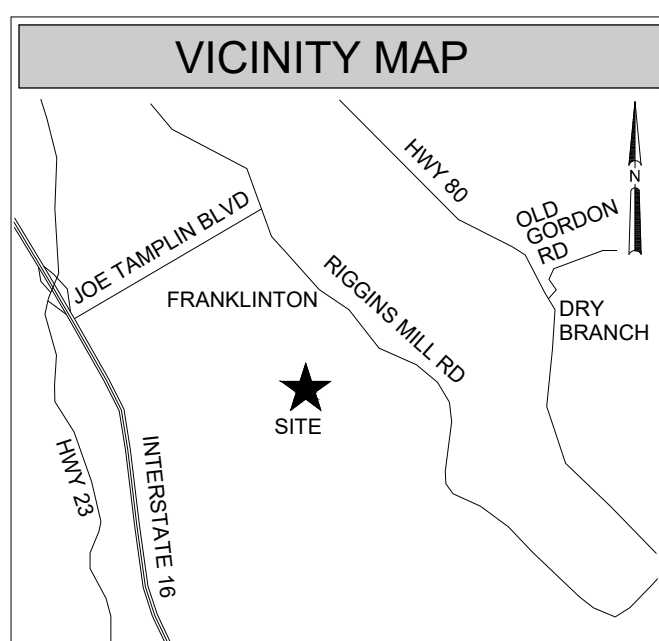 VICINITY MAP
HWY 80
OLD
GORDON
RD
N
JOE TAMPLIN BLVD
FRANKLINTON
RIGGINS MILL RD
DRY
BRANCH
SITE
HWY 23
INTERSTATE 16